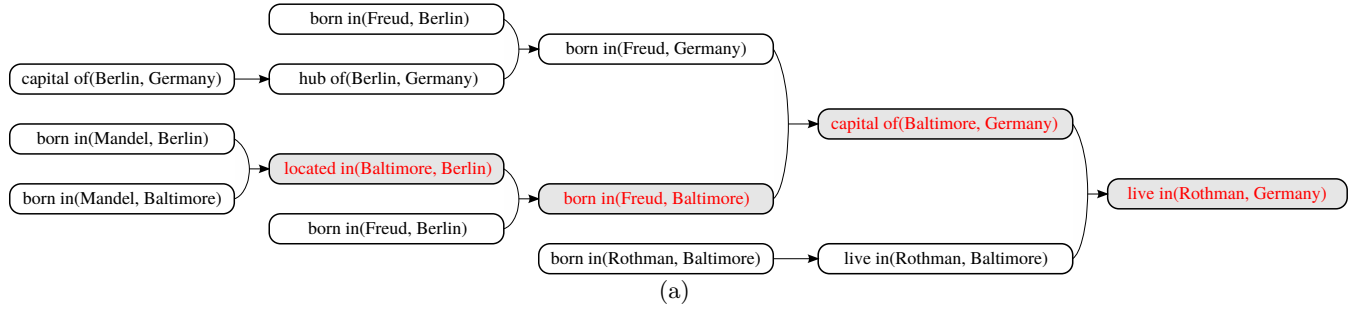 born in(Freud, Berlin)
born in(Freud, Germany)
capital of(Berlin, Germany)
hub of(Berlin, Germany)
capital of(Baltimore, Germany)
born in(Mandel, Berlin)
located in(Baltimore, Berlin)
born in(Mandel, Baltimore)
born in(Freud, Baltimore)
live in(Rothman, Germany)
born in(Freud, Berlin)
born in(Rothman, Baltimore)
live in(Rothman, Baltimore)
(a)